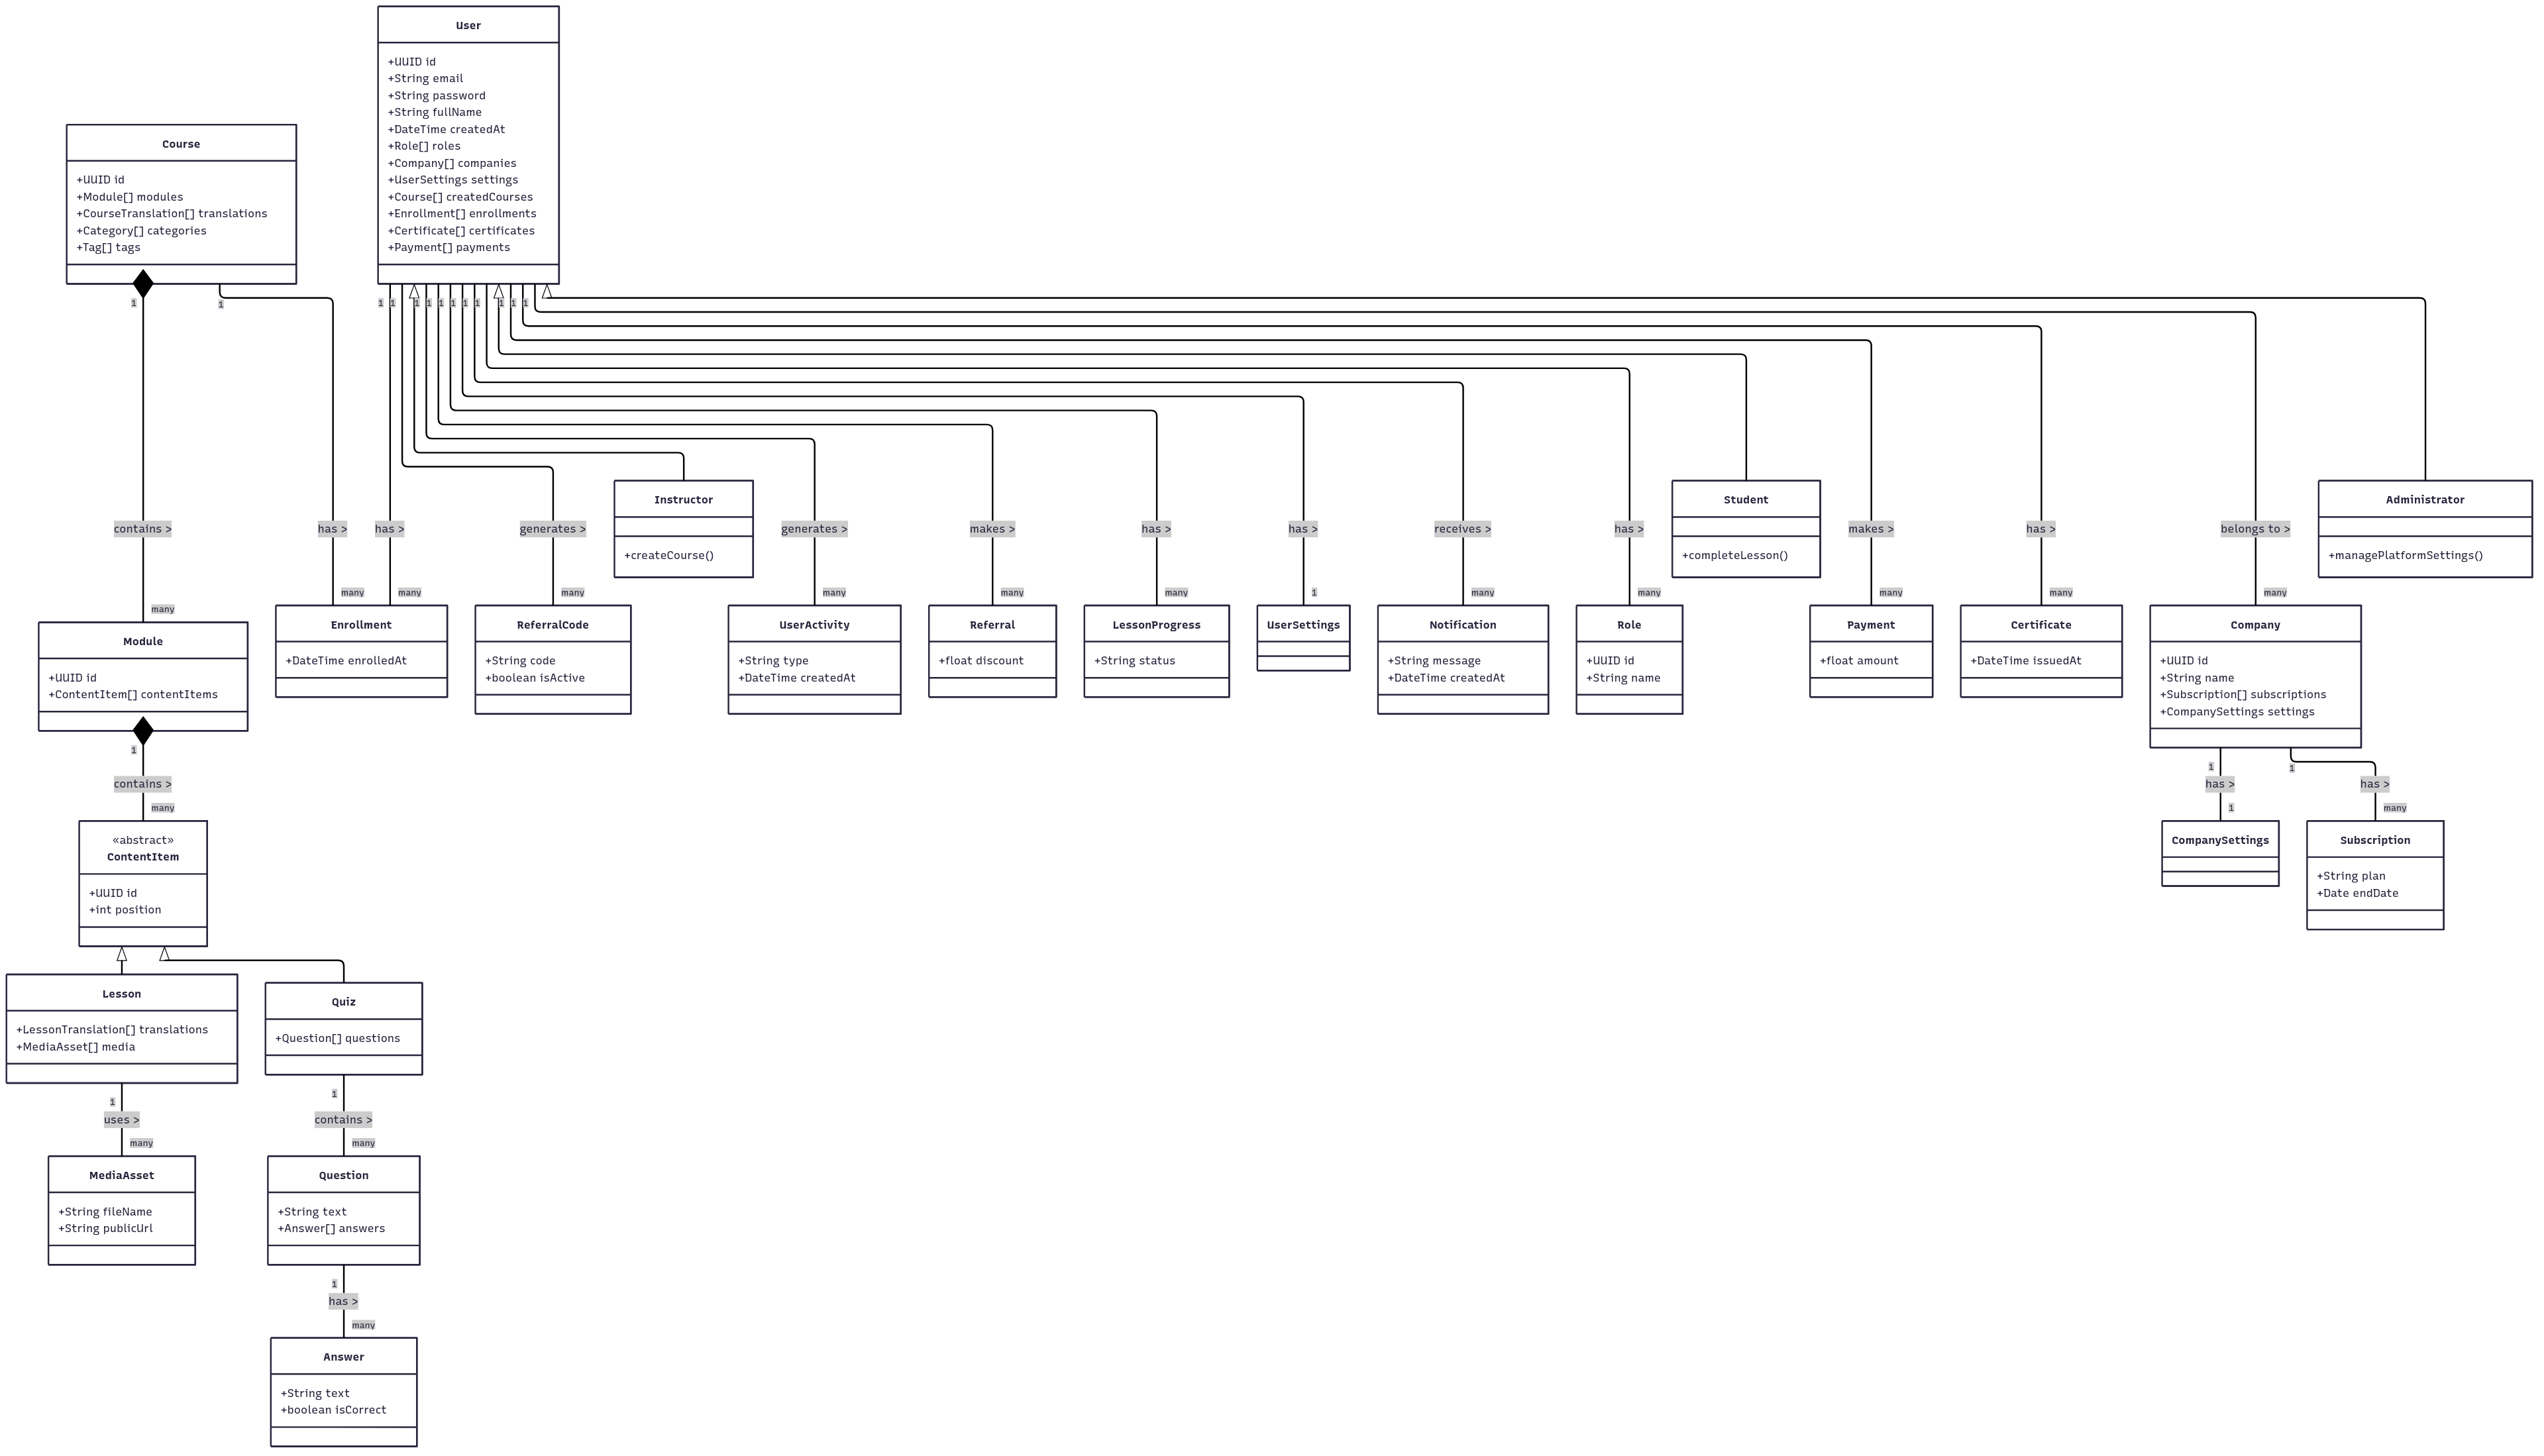 User
+UUID id
+String email
+String password
+String fullName
+DateTime createdAt
+Role[] roles
+Company[] companies
+UserSettings settings
+Course[] createdCourses
+Enrollment[] enrollments
+Certificate[] certificates
+Payment[] payments
Course
+UUID id
+Module[] modules
+CourseTranslation[] translations
+Category[] categories
+Tag[] tags
1
1
1
1
1
1
1
1
1
1
1
1
1
1
contains >
has >
has >
generates >
generates >
makes >
has >
has >
receives >
has >
makes >
has >
belongs to >
Instructor
+createCourse()
Student
+completeLesson()
Administrator
+managePlatformSettings()
many
many
many
many
many
many
many
1
many
many
many
many
many
Module
+UUID id
+ContentItem[] contentItems
Enrollment
+DateTime enrolledAt
ReferralCode
+String code
+boolean isActive
UserActivity
+String type
+DateTime createdAt
Referral
+float discount
LessonProgress
+String status
UserSettings
Notification
+String message
+DateTime createdAt
Role
+UUID id
+String name
Payment
+float amount
Certificate
+DateTime issuedAt
Company
+UUID id
+String name
+Subscription[] subscriptions
+CompanySettings settings
1
contains >
many
1
has >
1
1
has >
many
«abstract»
ContentItem
+UUID id
+int position
CompanySettings
Subscription
+String plan
+Date endDate
Lesson
+LessonTranslation[] translations
+MediaAsset[] media
Quiz
+Question[] questions
1
uses >
many
1
contains >
many
MediaAsset
+String fileName
+String publicUrl
Question
+String text
+Answer[] answers
1
has >
many
Answer
+String text
+boolean isCorrect